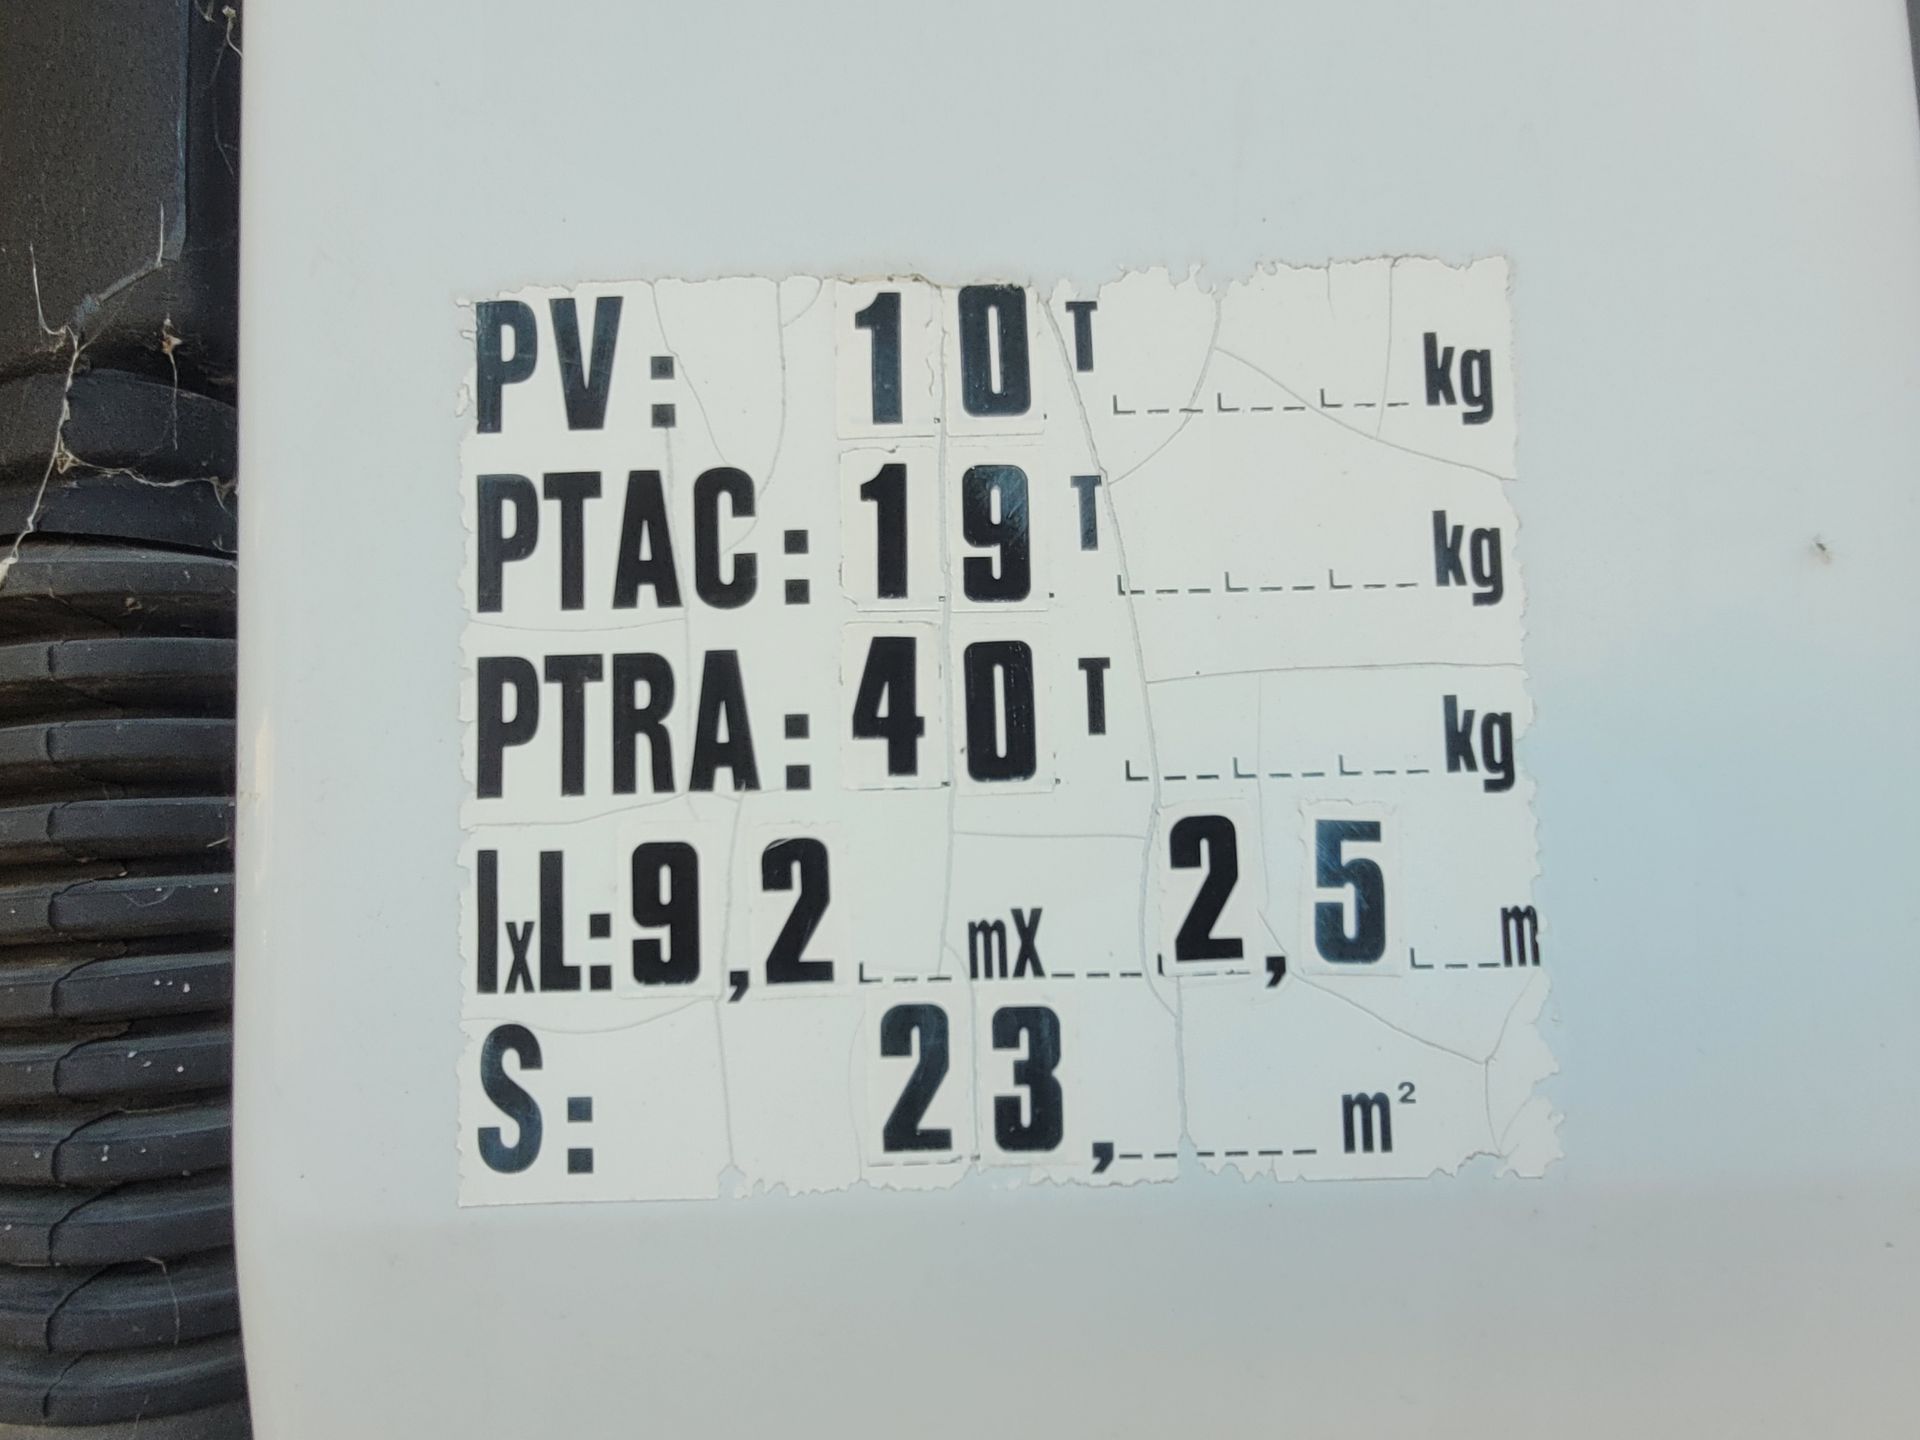 PV: 10 T kg
PTAC: 19 T kg
PTRA: 40 T kg
lxL: 9,2 mX 2,5 m
S: 23, m²